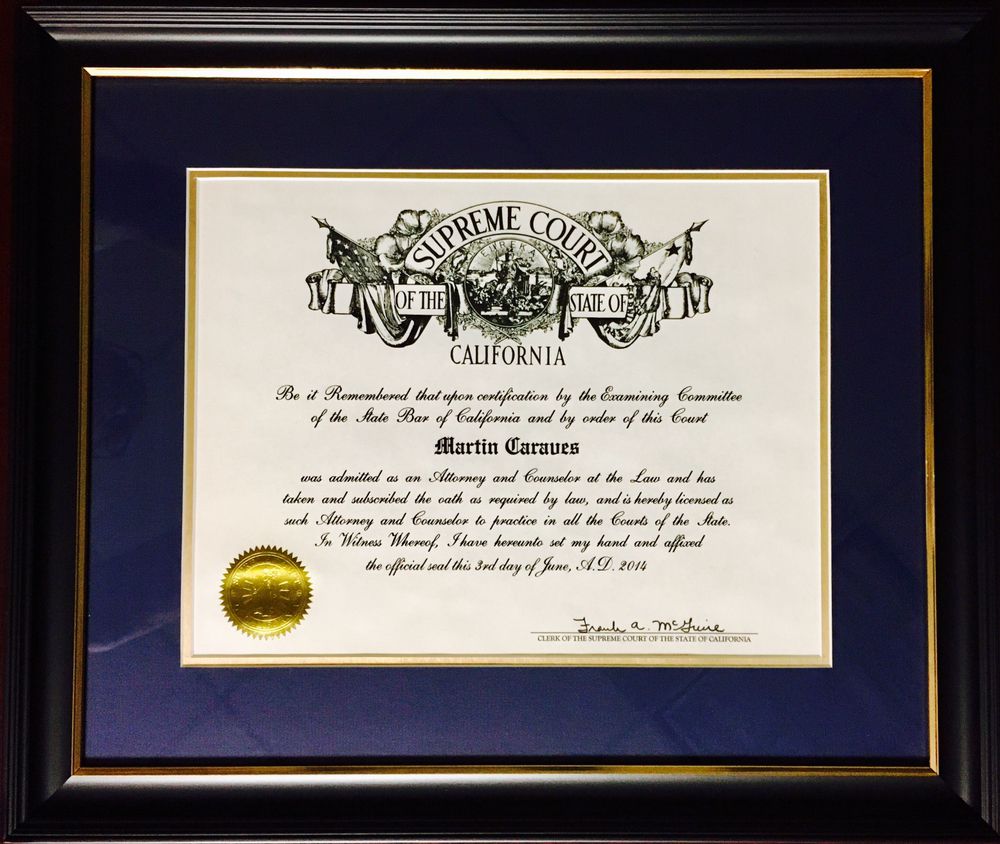 SUPREME COURT
OF THE STATE OF
CALIFORNIA
Be it Remembered that upon certification by the Examining Committee
of the State Bar of California and by order of this Court
Martin Caraves
was admitted as an Attorney and Counselor at the Law and has
taken and subscribed the oath as required by law, and is hereby licensed as
such Attorney and Counselor to practice in all the Courts of the State.
In Witness Whereof, I have hereunto set my hand and affixed
the official seal this 3rd day of June, A.D. 2014
Frank A. McGuire
CLERK OF THE SUPREME COURT OF THE STATE OF CALIFORNIA